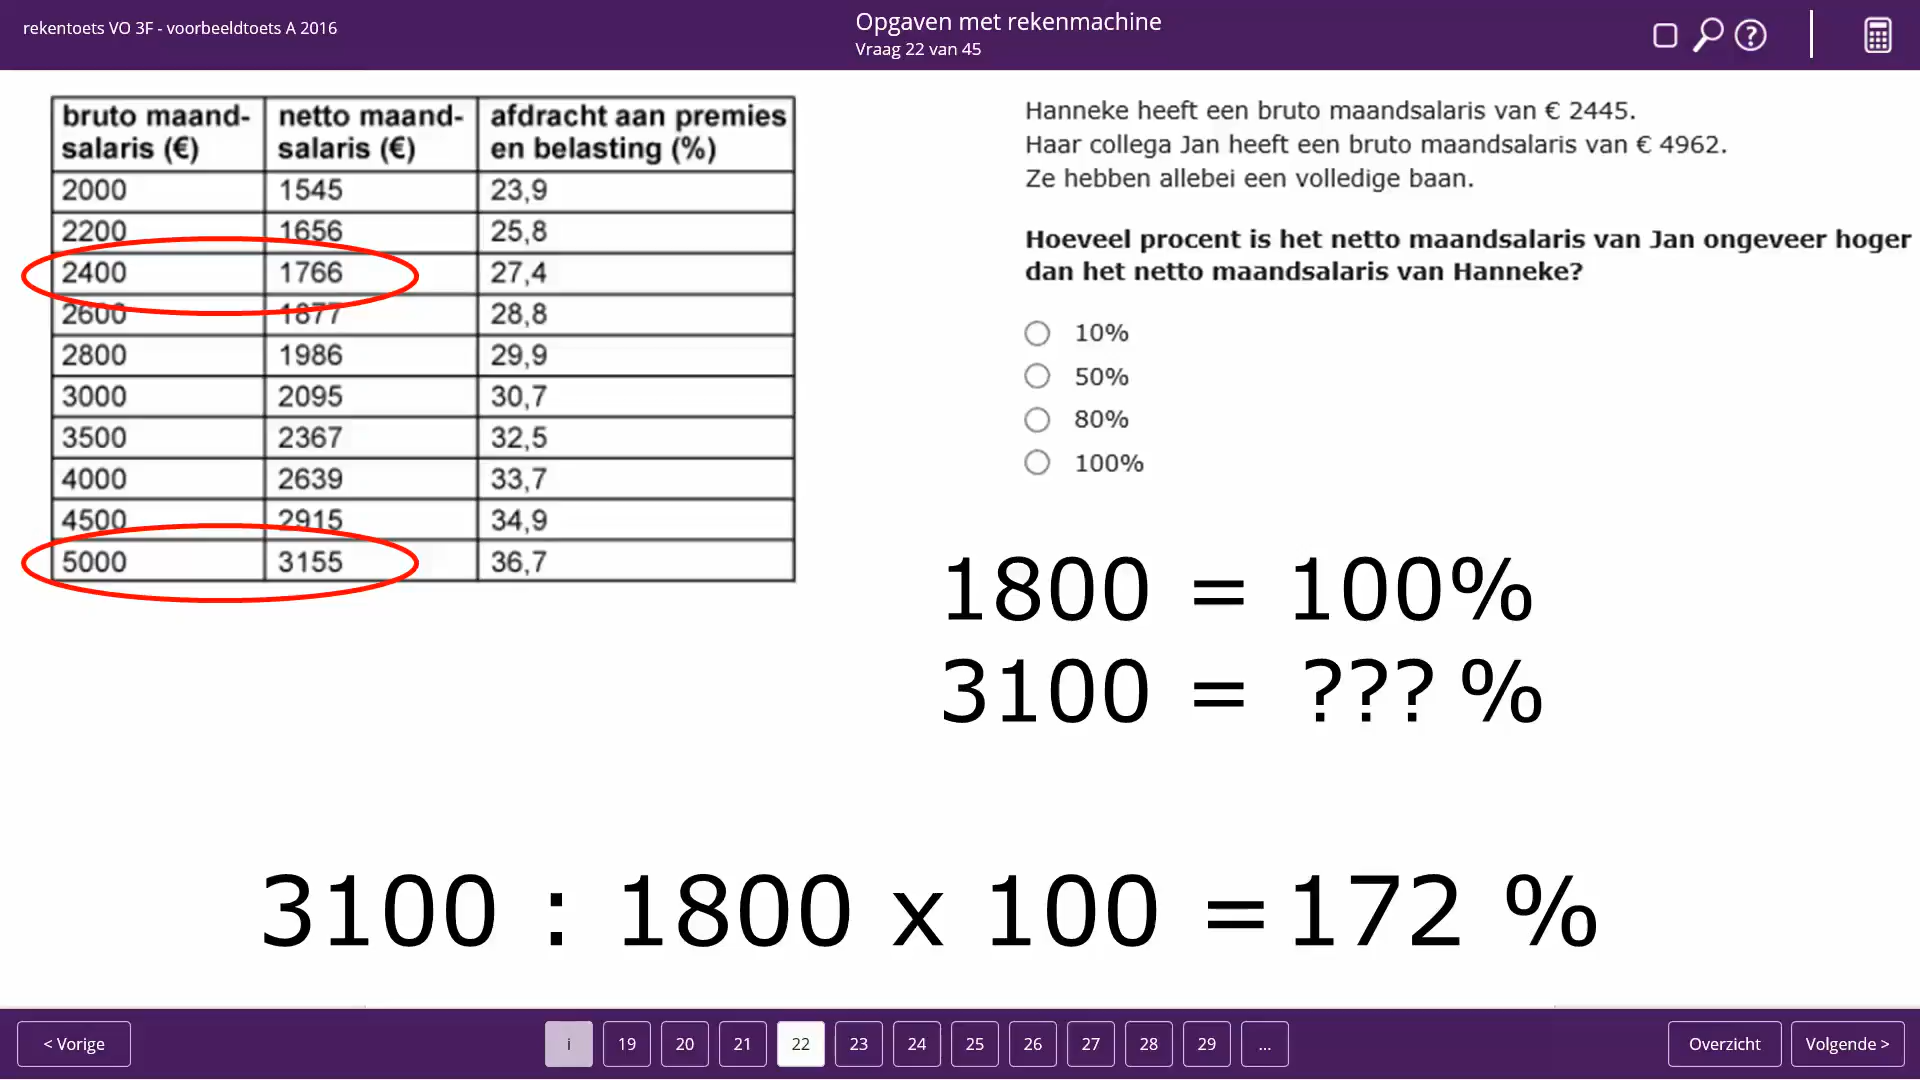 rekentoets VO 3F - voorbeeldtoets A 2016
Opgaven met rekenmachine
Vraag 22 van 45
bruto maand-salaris (€) netto maand-salaris (€) afdracht aan premies en belasting (%)
2000 1545 23,9
2200 1656 25,8
2400 1766 27,4
2600 1877 28,8
2800 1986 29,9
3000 2095 30,7
3500 2367 32,5
4000 2639 33,7
4500 2915 34,9
5000 3155 36,7
Hanneke heeft een bruto maandsalaris van € 2445.
Haar collega Jan heeft een bruto maandsalaris van € 4962.
Ze hebben allebei een volledige baan.
Hoeveel procent is het netto maandsalaris van Jan ongeveer hoger
dan het netto maandsalaris van Hanneke?
10%
50%
80%
100%
1800 = 100%
3100 = ??? %
3100 : 1800 x 100 = 172 %
< Vorige i 19 20 21 22 23 24 25 26 27 28 29 ... Overzicht Volgende >